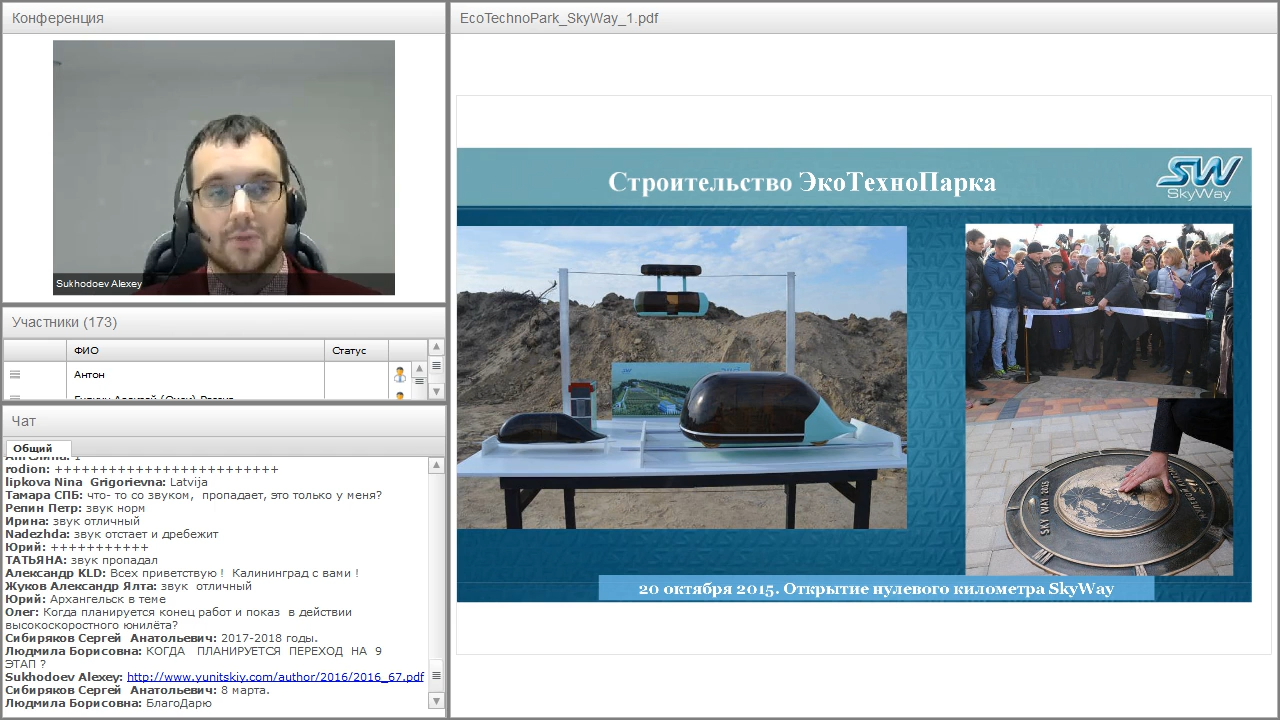 Конференция
Sukhodoev Alexey
Участники (173)
ФИО
Статус
Антон
Чат
Общий
rodion: +++++++++++++++++++++++++
lipkova Nina Grigorievna: Latvija
Тамара СПБ: что- то со звуком, пропадает, это только у меня?
Репин Петр: звук норм
Ирина: звук отличный
Nadezhda: звук отстает и дребежит
Юрий: +++++++++++
ТАТЬЯНА: звук пропадал
Александр KLD: Всех приветствую ! Калининград с вами !
Жуков Александр Ялта: звук отличный
Юрий: Архангельск в теме
Олег: Когда планируется конец работ и показ в действии
высокоскоростного юнилёта?
Сибиряков Сергей Анатольевич: 2017-2018 годы.
Людмила Борисовна: КОГДА ПЛАНИРУЕТСЯ ПЕРЕХОД НА 9
ЭТАП ?
Sukhodoev Alexey: http://www.yunitskiy.com/author/2016/2016_67.pdf
Сибиряков Сергей Анатольевич: 8 марта.
Людмила Борисовна: БлагоДарю
EcoTechnoPark_SkyWay_1.pdf
Строительство ЭкоТехноПарка
SW
SkyWay
SKY WAY 2015
20 октября 2015. Открытие нулевого километра SkyWay